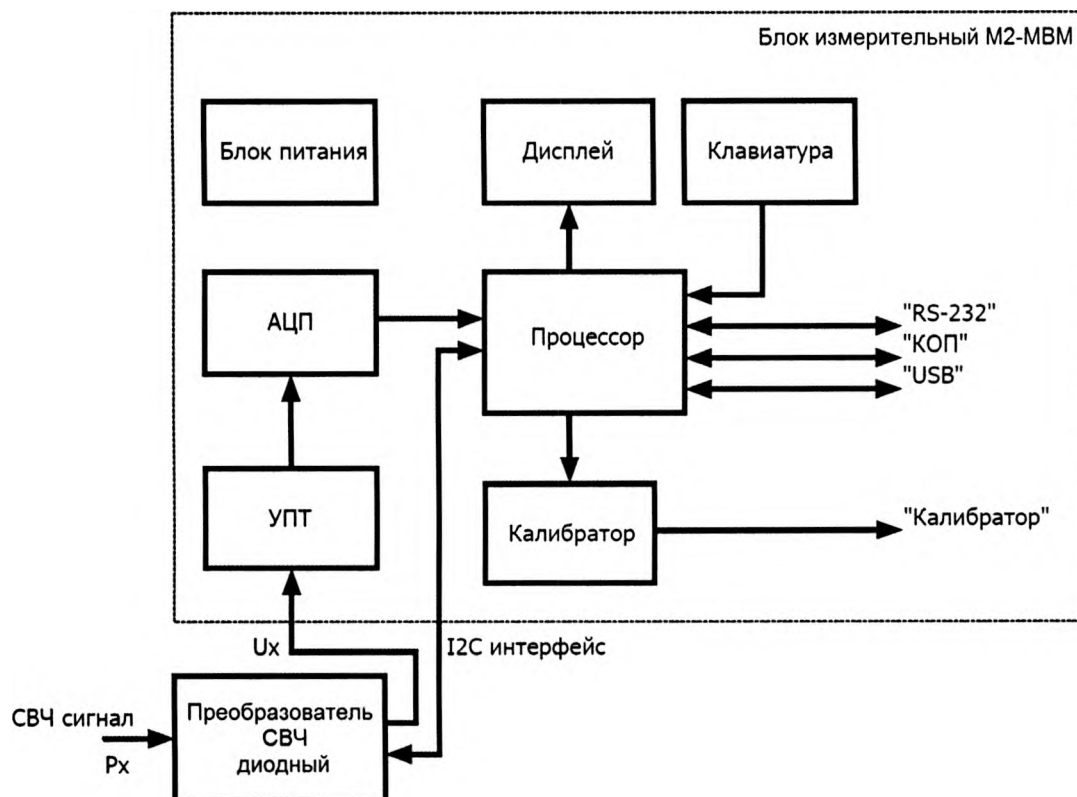 Блок измерительный М2-МВМ
Блок питания
Дисплей
Клавиатура
АЦП
Процессор
"RS-232"
"КОП"
"USB"
УПТ
Калибратор
"Калибратор"
Ux
I2C интерфейс
СВЧ сигнал
Px
Преобразователь
СВЧ
диодный